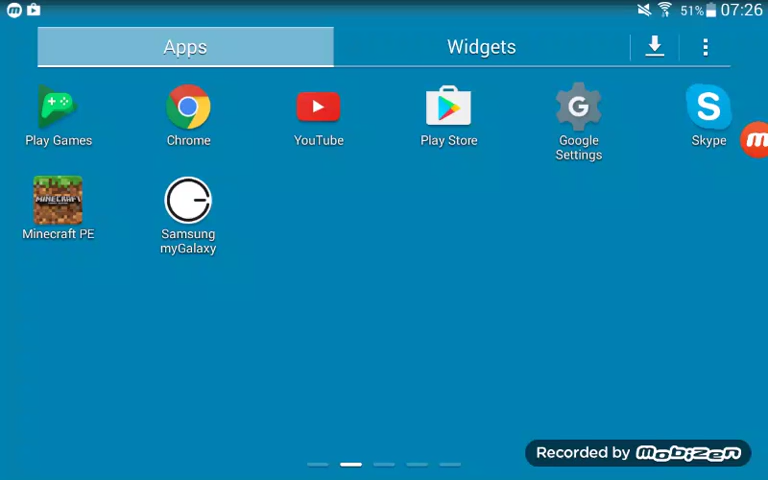 51% 07:26
Apps
Widgets
Play Games
Chrome
YouTube
Play Store
Google
Settings
Skype
MINECRAFT
Minecraft PE
Samsung
myGalaxy
Recorded by mobizen